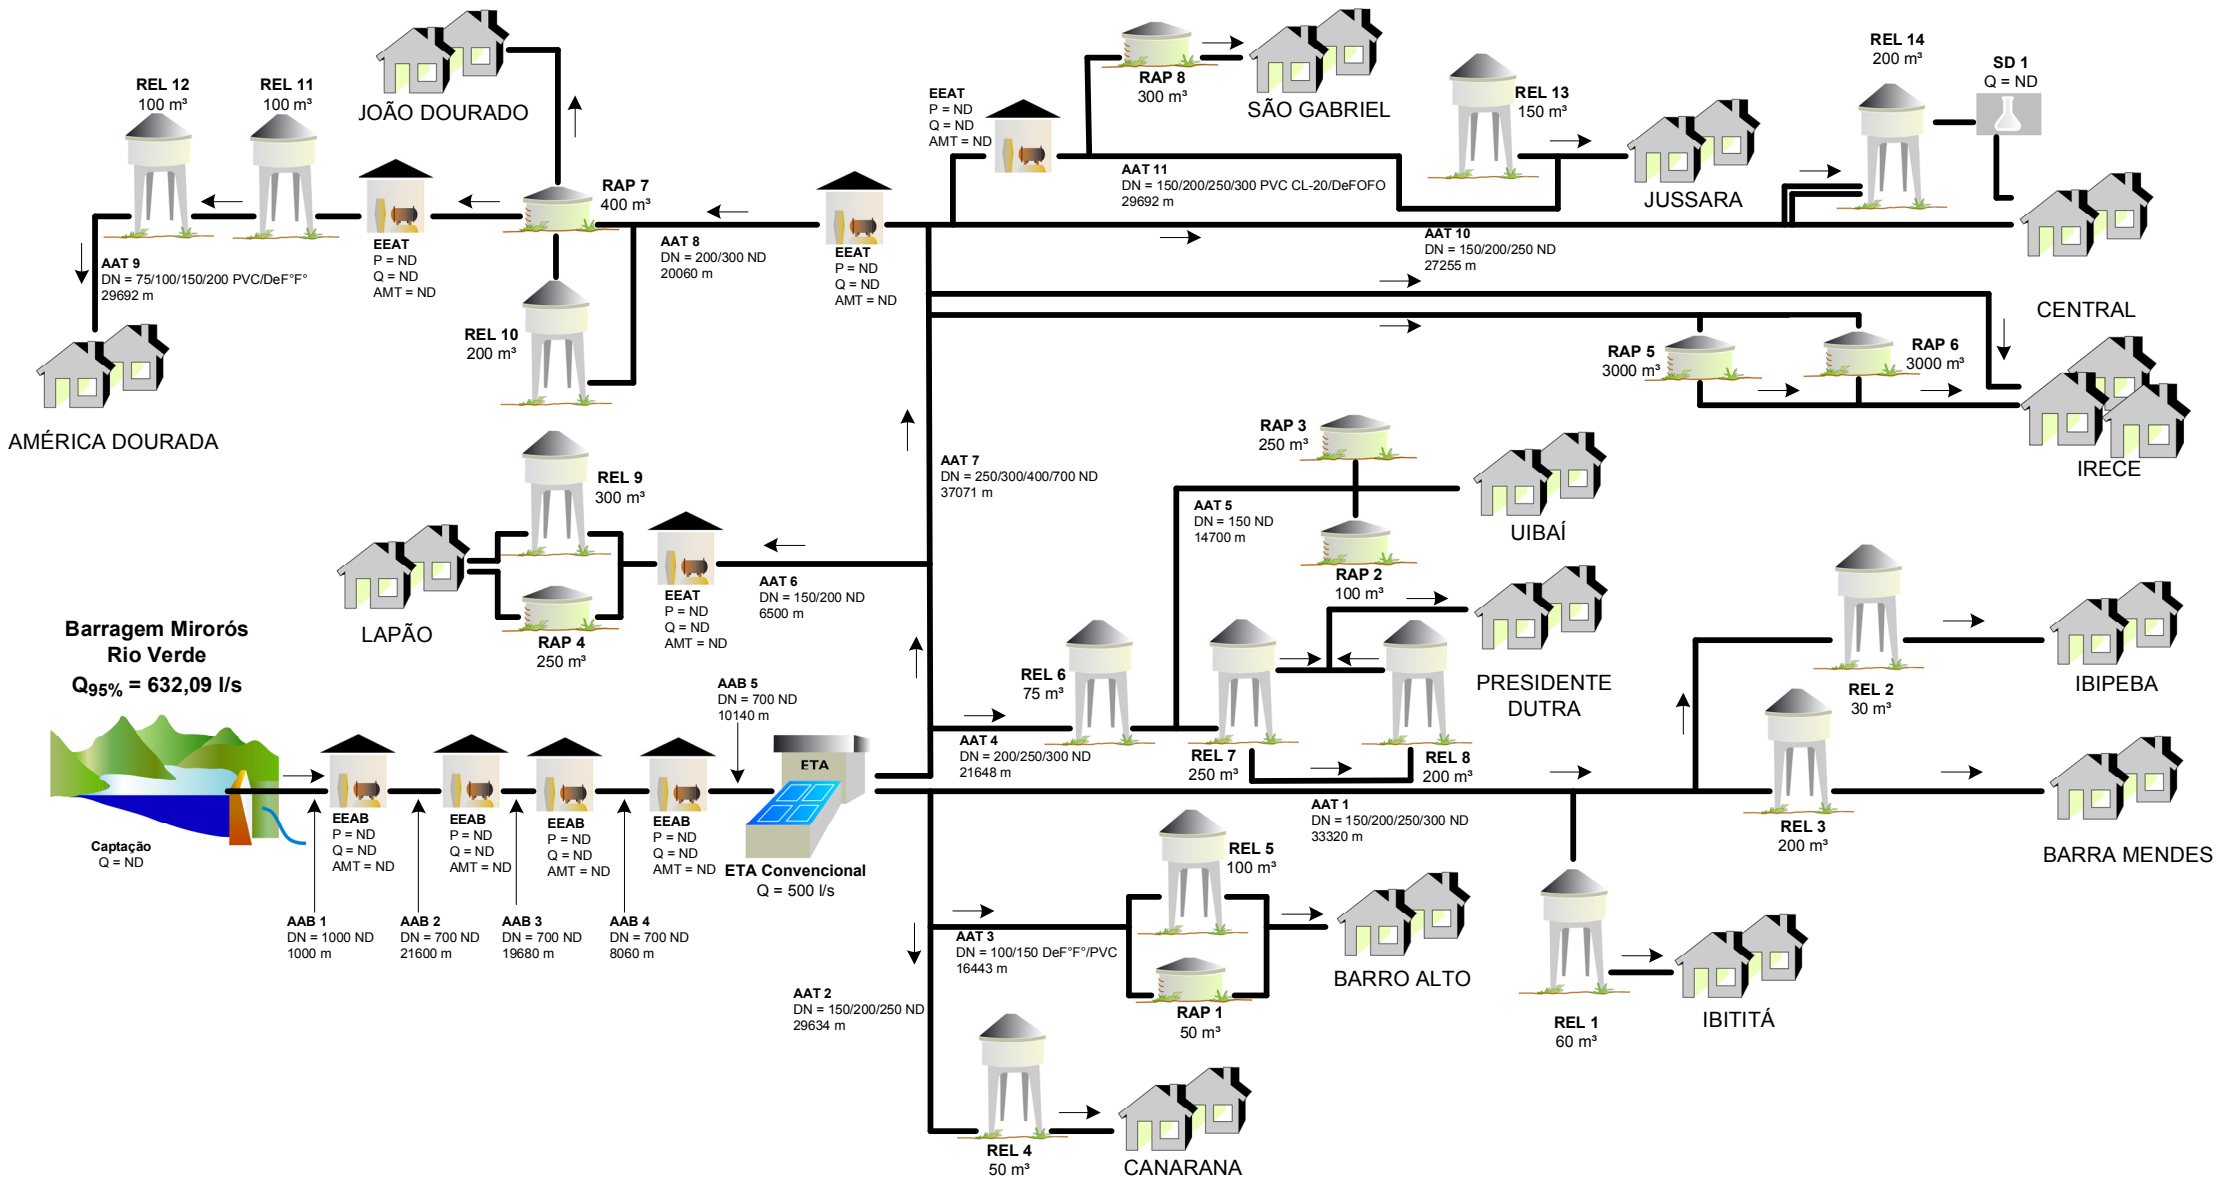 JOÃO DOURADO
REL 12
100 m³
REL 11
100 m³
RAP 7
400 m³
EEAT
P = ND
Q = ND
AMT = ND
AAT 9
DN = 75/100/150/200 PVC/DeF°F°
29692 m
AMÉRICA DOURADA
REL 10
200 m³
AAT 8
DN = 200/300 ND
20060 m
EEAT
P = ND
Q = ND
AMT = ND
EEAT
P = ND
Q = ND
AMT = ND
RAP 8
300 m³
SÃO GABRIEL
AAT 11
DN = 150/200/250/300 PVC CL-20/DeFOFO
29692 m
REL 13
150 m³
JUSSARA
REL 14
200 m³
SD 1
Q = ND
AAT 10
DN = 150/200/250 ND
27255 m
CENTRAL
RAP 5
3000 m³
RAP 6
3000 m³
IRECE
AAT 7
DN = 250/300/400/700 ND
37071 m
RAP 3
250 m³
AAT 5
DN = 150 ND
14700 m
UIBAÍ
RAP 2
100 m³
REL 9
300 m³
LAPÃO
RAP 4
250 m³
EEAT
P = ND
Q = ND
AMT = ND
AAT 6
DN = 150/200 ND
6500 m
REL 6
75 m³
AAT 4
DN = 200/250/300 ND
21648 m
REL 7
250 m³
REL 8
200 m³
PRESIDENTE
DUTRA
REL 2
30 m³
IBIPEBA
REL 3
200 m³
BARRA MENDES
AAT 1
DN = 150/200/250/300 ND
33320 m
Barragem Mirorós
Rio Verde
Q95% = 632,09 l/s
Captação
Q = ND
EEAB
P = ND
Q = ND
AMT = ND
EEAB
P = ND
Q = ND
AMT = ND
EEAB
P = ND
Q = ND
AMT = ND
EEAB
P = ND
Q = ND
AMT = ND
AAB 5
DN = 700 ND
10140 m
ETA
ETA Convencional
Q = 500 l/s
AAB 1
DN = 1000 ND
1000 m
AAB 2
DN = 700 ND
21600 m
AAB 3
DN = 700 ND
19680 m
AAB 4
DN = 700 ND
8060 m
REL 5
100 m³
AAT 3
DN = 100/150 DeF°F°/PVC
16443 m
RAP 1
50 m³
BARRO ALTO
REL 1
60 m³
IBITITÁ
AAT 2
DN = 150/200/250 ND
29634 m
REL 4
50 m³
CANARANA